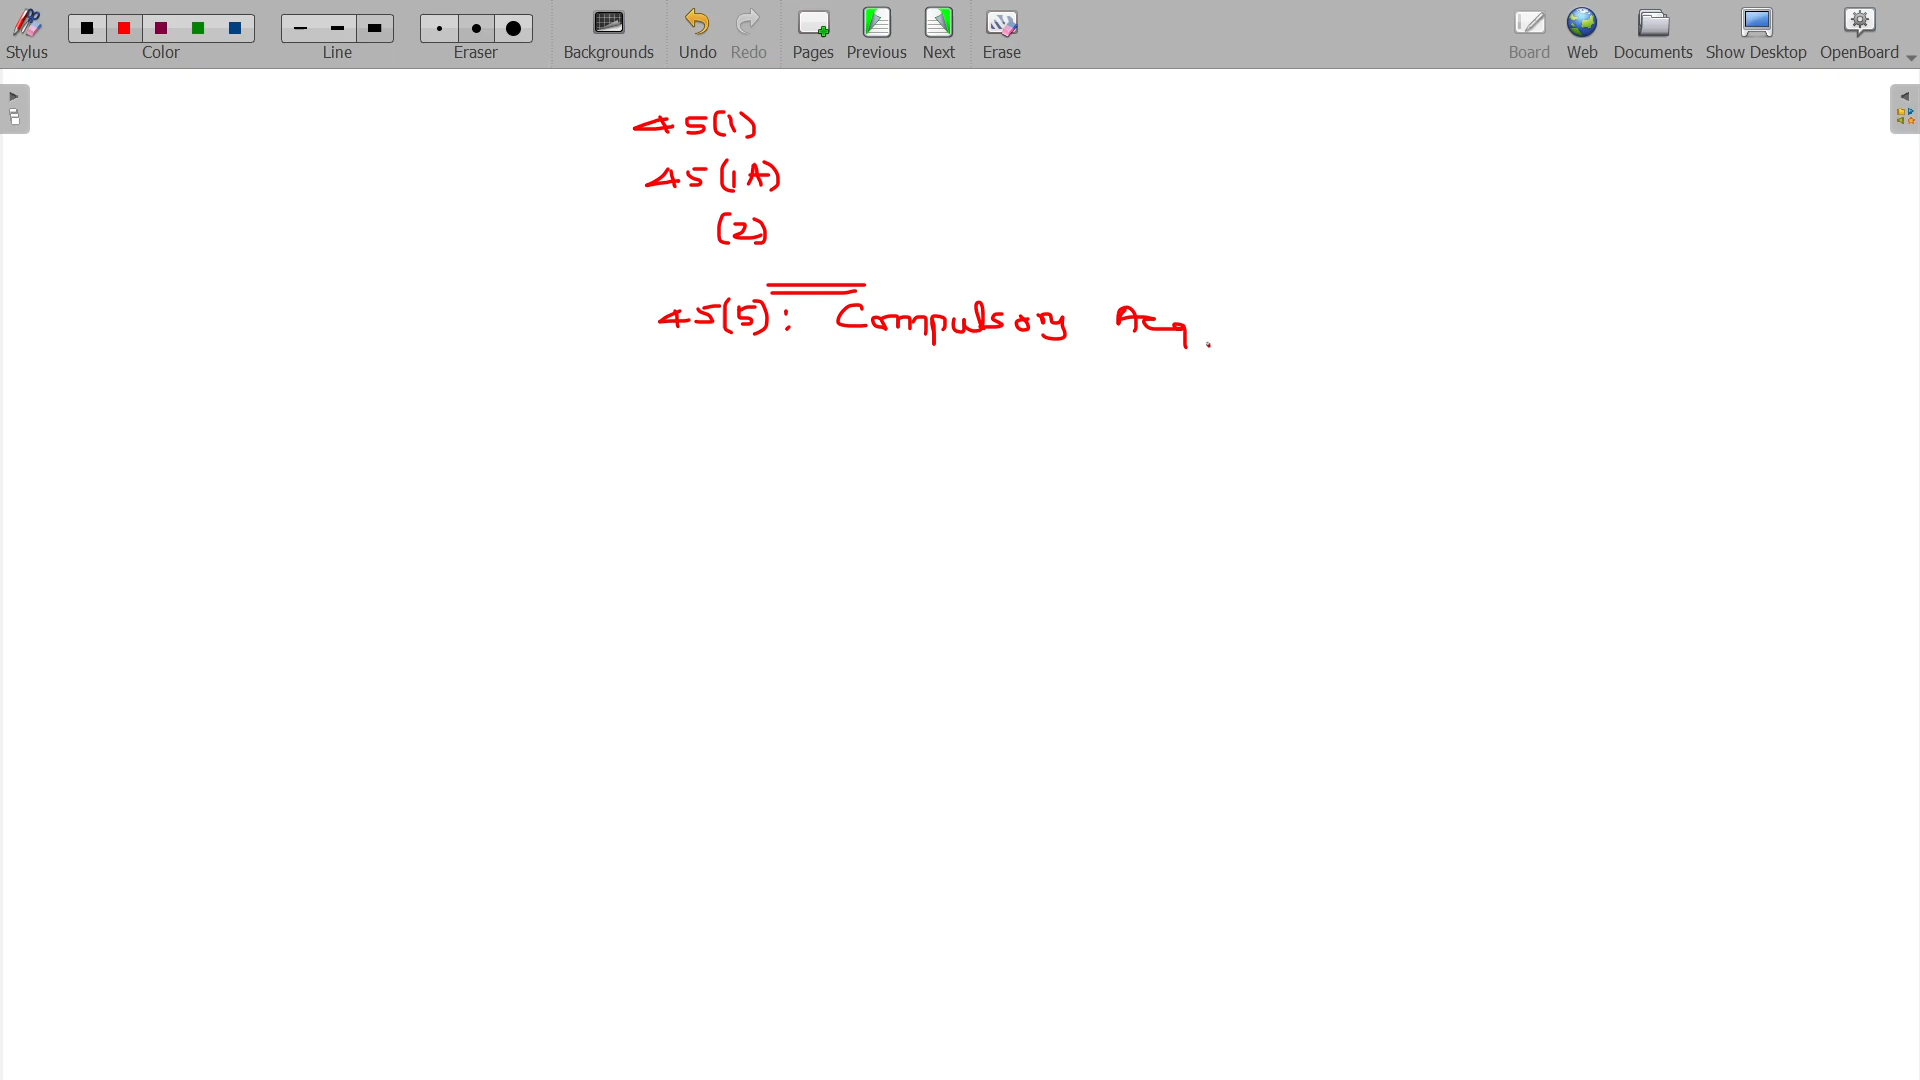 Stylus Color Line Eraser Backgrounds Undo Redo Pages Previous Next Erase Board Web Documents Show Desktop OpenBoard
45(1)
45(1A)
(2)
45(5): Compulsory Acq.